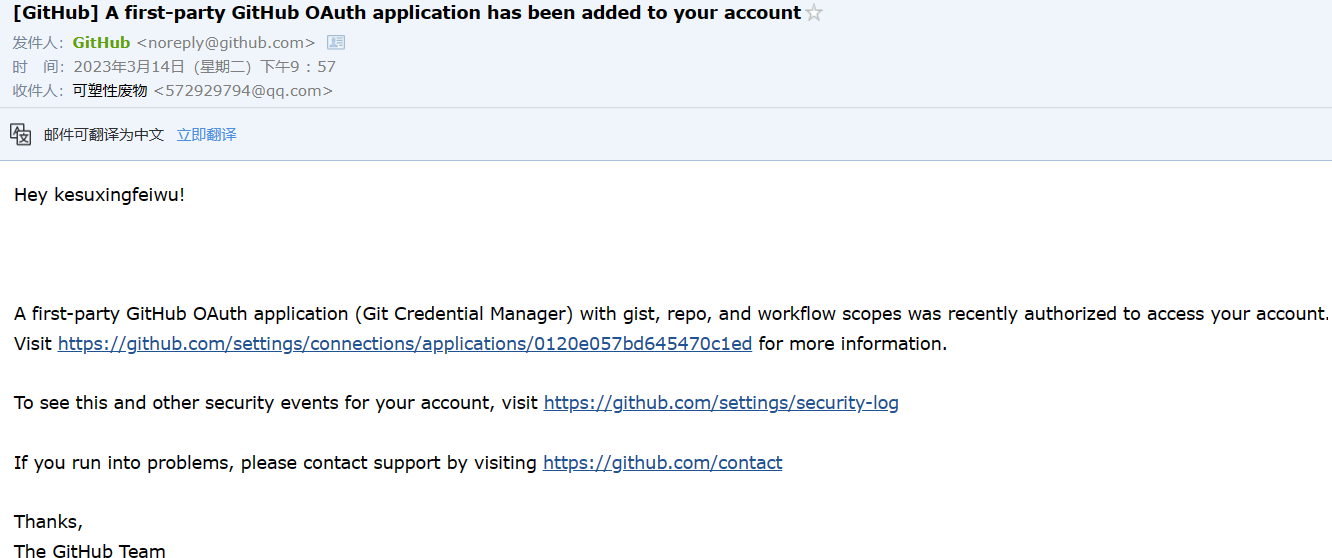 [GitHub] A first-party GitHub OAuth application has been added to your account
发件人：GitHub <noreply@github.com>
时　间：2023年3月14日 (星期二) 下午9：57
收件人：可塑性废物 <572929794@qq.com>
邮件可翻译为中文 立即翻译
Hey kesuxingfeiwu!
A first-party GitHub OAuth application (Git Credential Manager) with gist, repo, and workflow scopes was recently authorized to access your account.
Visit https://github.com/settings/connections/applications/0120e057bd645470c1ed for more information.
To see this and other security events for your account, visit https://github.com/settings/security-log
If you run into problems, please contact support by visiting https://github.com/contact
Thanks,
The GitHub Team